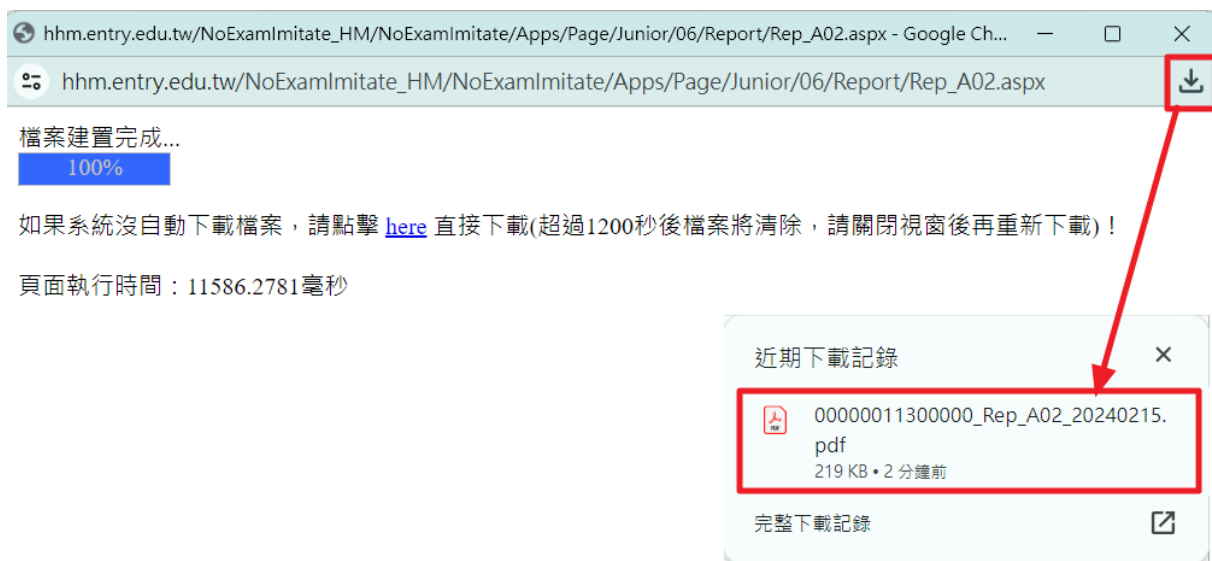 hhm.entry.edu.tw/NoExamImitate_HM/NoExamImitate/Apps/Page/Junior/06/Report/Rep_A02.aspx - Google Ch...
hhm.entry.edu.tw/NoExamImitate_HM/NoExamImitate/Apps/Page/Junior/06/Report/Rep_A02.aspx
檔案建置完成...
100%
如果系統沒自動下載檔案，請點擊 here 直接下載(超過1200秒後檔案將清除，請關閉視窗後再重新下載)！
頁面執行時間：11586.2781毫秒
近期下載記錄
00000011300000_Rep_A02_20240215.
pdf
219 KB • 2 分鐘前
完整下載記錄